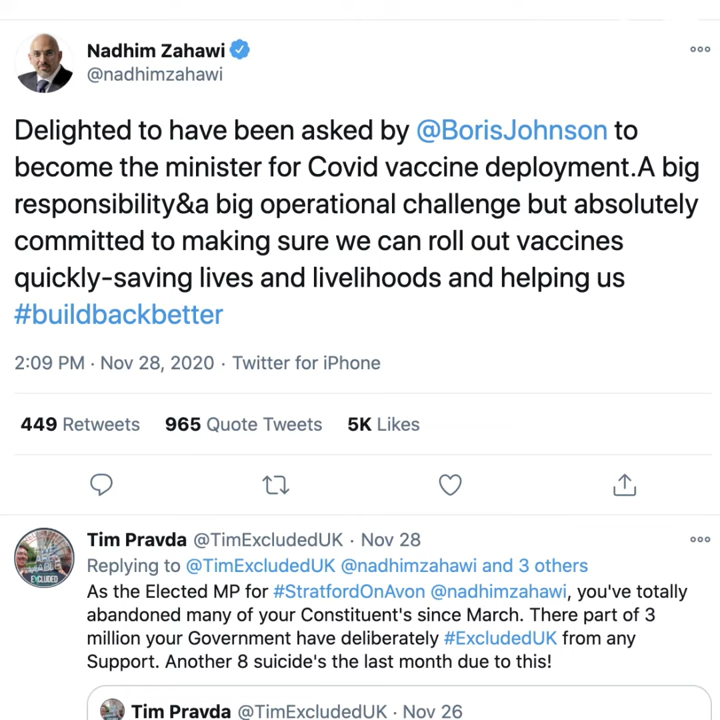 Nadhim Zahawi
@nadhimzahawi
Delighted to have been asked by @BorisJohnson to
become the minister for Covid vaccine deployment.A big
responsibility&a big operational challenge but absolutely
committed to making sure we can roll out vaccines
quickly-saving lives and livelihoods and helping us
#buildbackbetter
2:09 PM · Nov 28, 2020 · Twitter for iPhone
449 Retweets 965 Quote Tweets 5K Likes
Tim Pravda @TimExcludedUK · Nov 28
Replying to @TimExcludedUK @nadhimzahawi and 3 others
As the Elected MP for #StratfordOnAvon @nadhimzahawi, you've totally
abandoned many of your Constituent's since March. There part of 3
million your Government have deliberately #ExcludedUK from any
Support. Another 8 suicide's the last month due to this!
EXCLUDED
Tim Pravda @TimExcludedUK · Nov 26